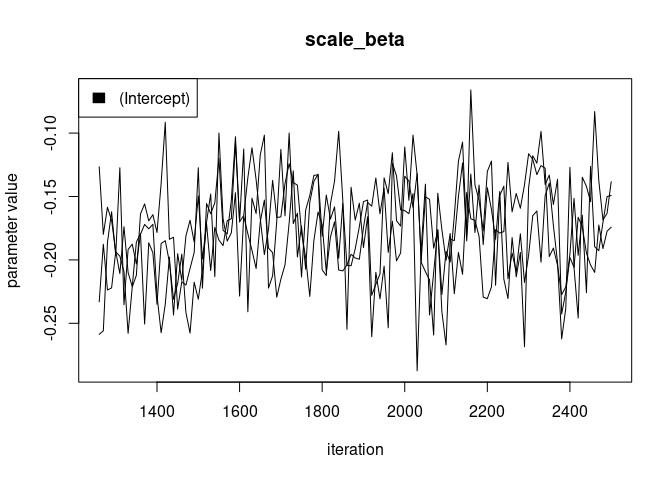 scale_beta
(Intercept)
-0.10
-0.15
-0.20
-0.25
parameter value
1400 1600 1800 2000 2200 2400
iteration